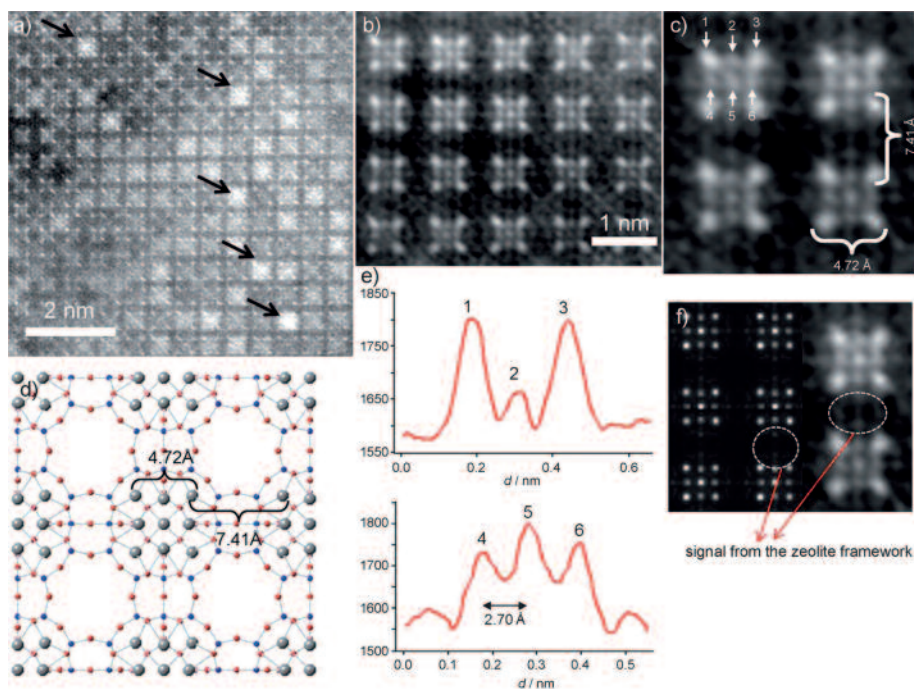 a)
2 nm
b)
1 nm
c)
1 2 3
4 5 6
7.41 Å
4.72 Å
d)
4.72Å
7.41Å
e)
1850
1750
1650
1550
1 2 3
0.0 0.2 0.4 0.6
d / nm
1800
1700
1600
1500
4 5 6
2.70 Å
0.0 0.1 0.2 0.3 0.4 0.5
d / nm
f)
signal from the zeolite framework